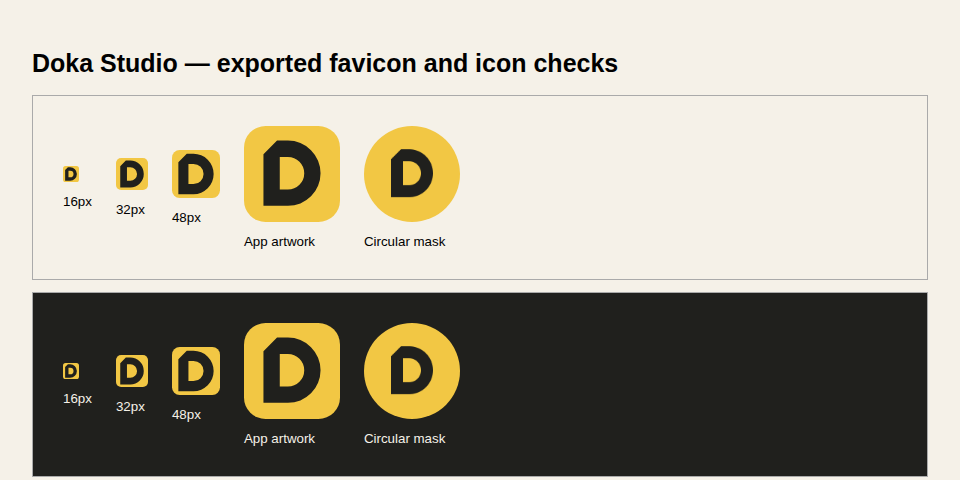 Doka Studio — exported favicon and icon checks
D D D D D
16px 32px 48px App artwork Circular mask
D D D D D
16px 32px 48px App artwork Circular mask